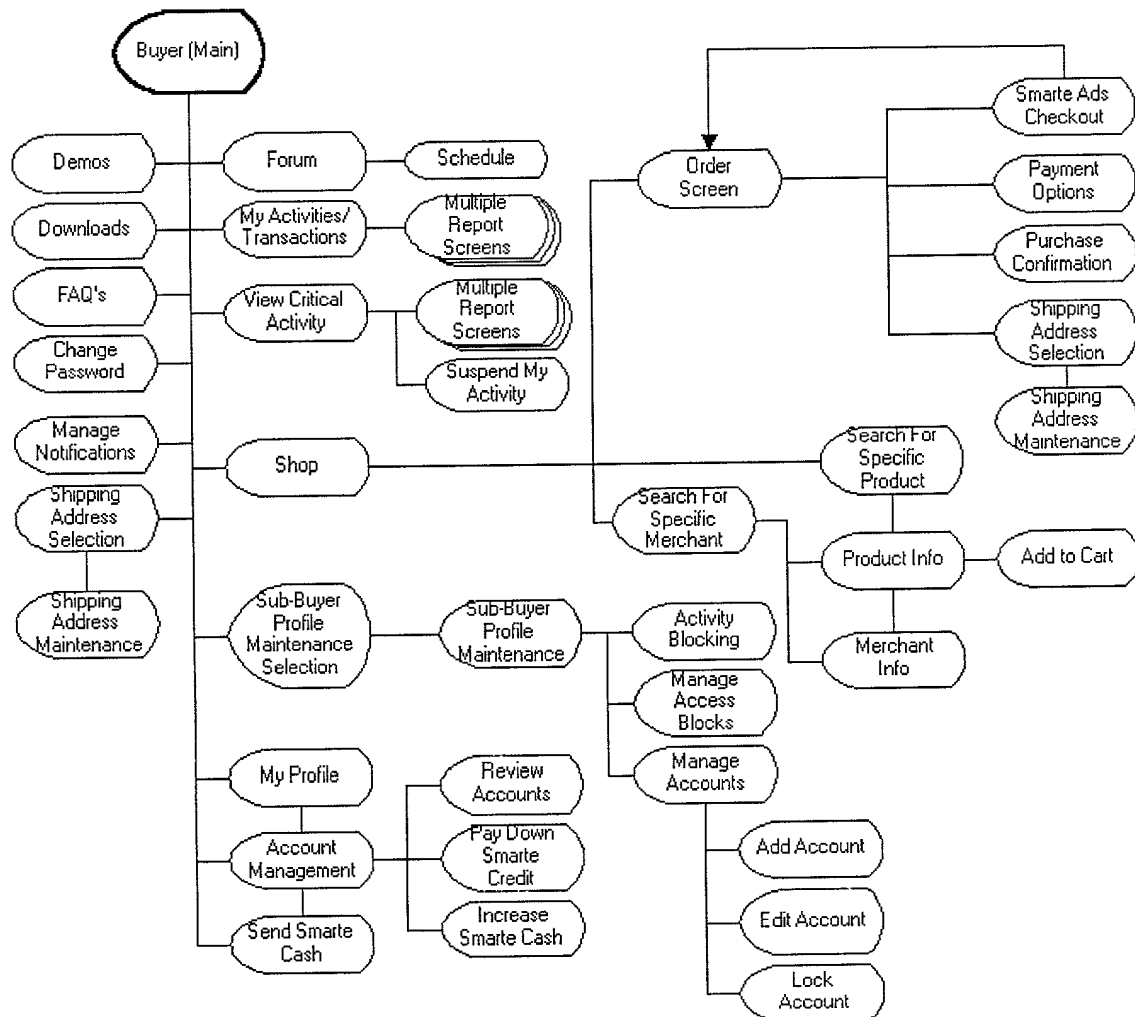 Buyer (Main)
Demos
Forum
Schedule
Downloads
My Activities/
Transactions
Multiple
Report
Screens
FAQ's
View Critical
Activity
Multiple
Report
Screens
Change
Password
Suspend My
Activity
Manage
Notifications
Shop
Shipping
Address
Selection
Shipping
Address
Maintenance
Order
Screen
Smarte Ads
Checkout
Payment
Options
Purchase
Confirmation
Shipping
Address
Selection
Shipping
Address
Maintenance
Search For
Specific
Product
Search For
Specific
Merchant
Product Info
Add to Cart
Merchant
Info
Sub-Buyer
Profile
Maintenance
Selection
Sub-Buyer
Profile
Maintenance
Activity
Blocking
Manage
Access
Blocks
Manage
Accounts
Add Account
Edit Account
Lock
Account
My Profile
Account
Management
Send Smarte
Cash
Review
Accounts
Pay Down
Smarte
Credit
Increase
Smarte Cash